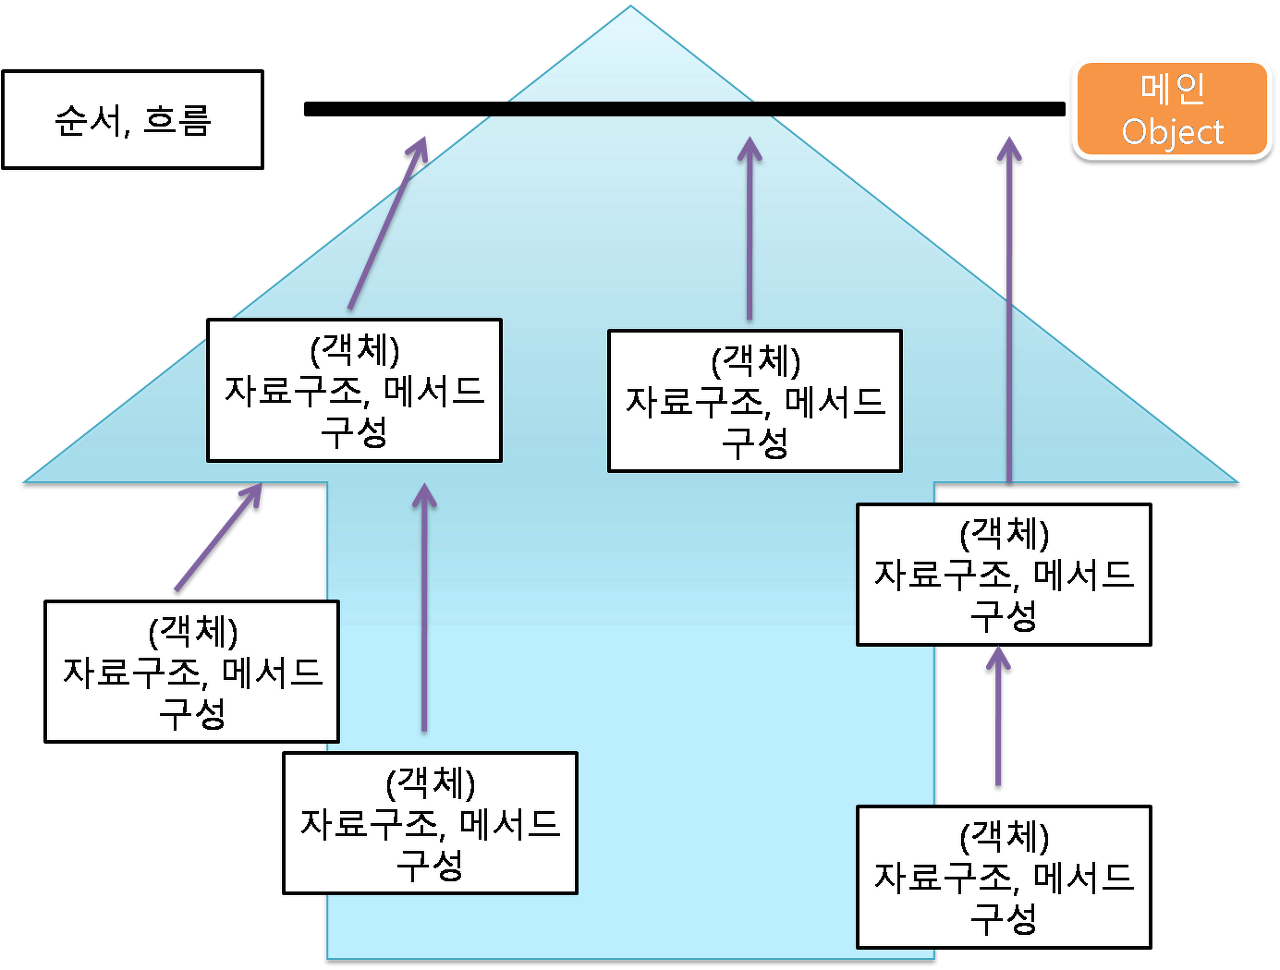 순서, 흐름
메인
Object
(객체)
자료구조, 메서드
구성
(객체)
자료구조, 메서드
구성
(객체)
자료구조, 메서드
구성
(객체)
자료구조, 메서드
구성
(객체)
자료구조, 메서드
구성
(객체)
자료구조, 메서드
구성